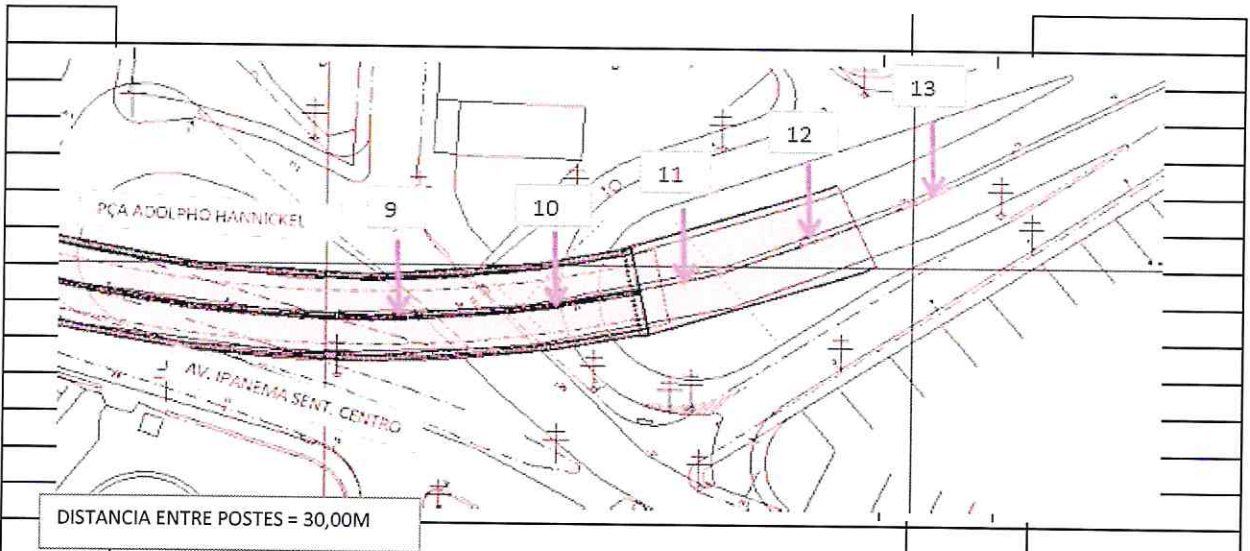 13
12
11
10
9
PÇA ADOLPHO HANNICKEL
AV. IPANEMA SENT. CENTRO
DISTANCIA ENTRE POSTES = 30,00M